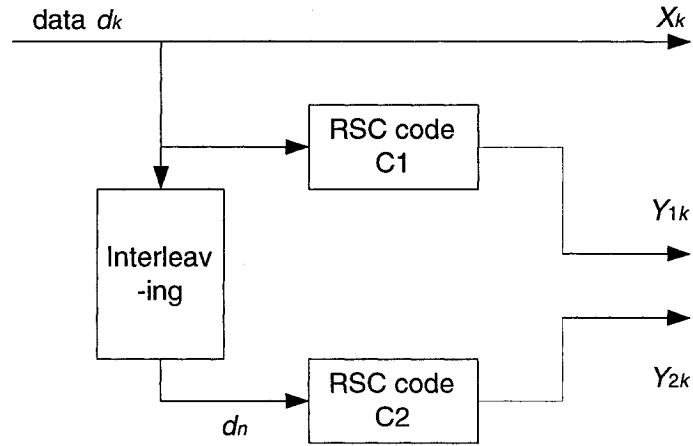 data dk
Xk
RSC code
C1
Y1k
Interleav
-ing
RSC code
C2
Y2k
dn